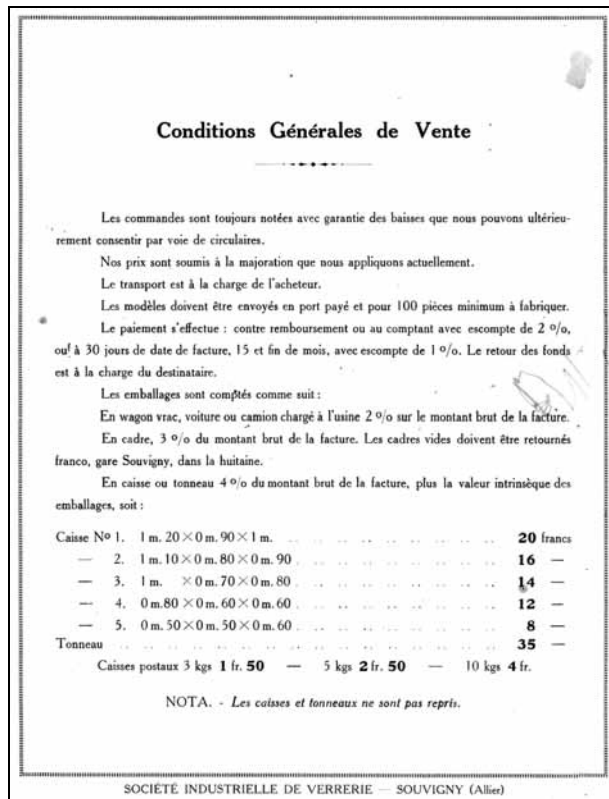 Conditions Générales de Vente
Les commandes sont toujours notées avec garantie des baisses que nous pouvons ultérieu-
rement consentir par voie de circulaires.
Nos prix sont soumis à la majoration que nous appliquons actuellement.
Le transport est à la charge de l'acheteur.
Les modèles doivent être envoyés en port payé et pour 100 pièces minimum à fabriquer.
Le paiement s'effectue : contre remboursement ou au comptant avec escompte de 2 %,
ou à 30 jours de date de facture, 15 et fin de mois, avec escompte de 1 %. Le retour des fonds
est à la charge du destinataire.
Les emballages sont comptés comme suit :
En wagon vrac, voiture ou camion chargé à l'usine 2 % sur le montant brut de la facture.
En cadre, 3 % du montant brut de la facture. Les cadres vides doivent être retournés
franco, gare Souvigny, dans la huitaine.
En caisse ou tonneau 4 % du montant brut de la facture, plus la valeur intrinsèque des
emballages, soit :
Caisse No 1. 1 m. 20 × 0 m. 90 × 1 m. .. .. .. .. .. .. .. .. 20 francs
— 2. 1 m. 10 × 0 m. 80 × 0 m. 90 . .. .. .. .. .. .. .. .. 16 —
— 3. 1 m. × 0 m. 70 × 0 m. 80 . .. .. .. .. .. .. .. .. 14 —
— 4. 0 m. 80 × 0 m. 60 × 0 m. 60 . .. .. .. .. .. .. .. .. 12 —
— 5. 0 m. 50 × 0 m. 50 × 0 m. 60 . .. .. .. .. .. .. .. .. 8 —
Tonneau .. .. .. .. .. .. .. .. .. .. .. .. .. .. .. 35 —
Caisses postaux 3 kgs 1 fr. 50 — 5 kgs 2 fr. 50 — 10 kgs 4 fr.
NOTA. - Les caisses et tonneaux ne sont pas repris.
SOCIÉTÉ INDUSTRIELLE DE VERRERIE — SOUVIGNY (Allier)